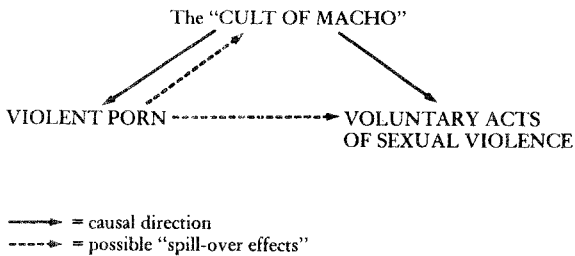 The “CULT OF MACHO”
VIOLENT PORN
VOLUNTARY ACTS
OF SEXUAL VIOLENCE
= causal direction
= possible “spill-over effects”